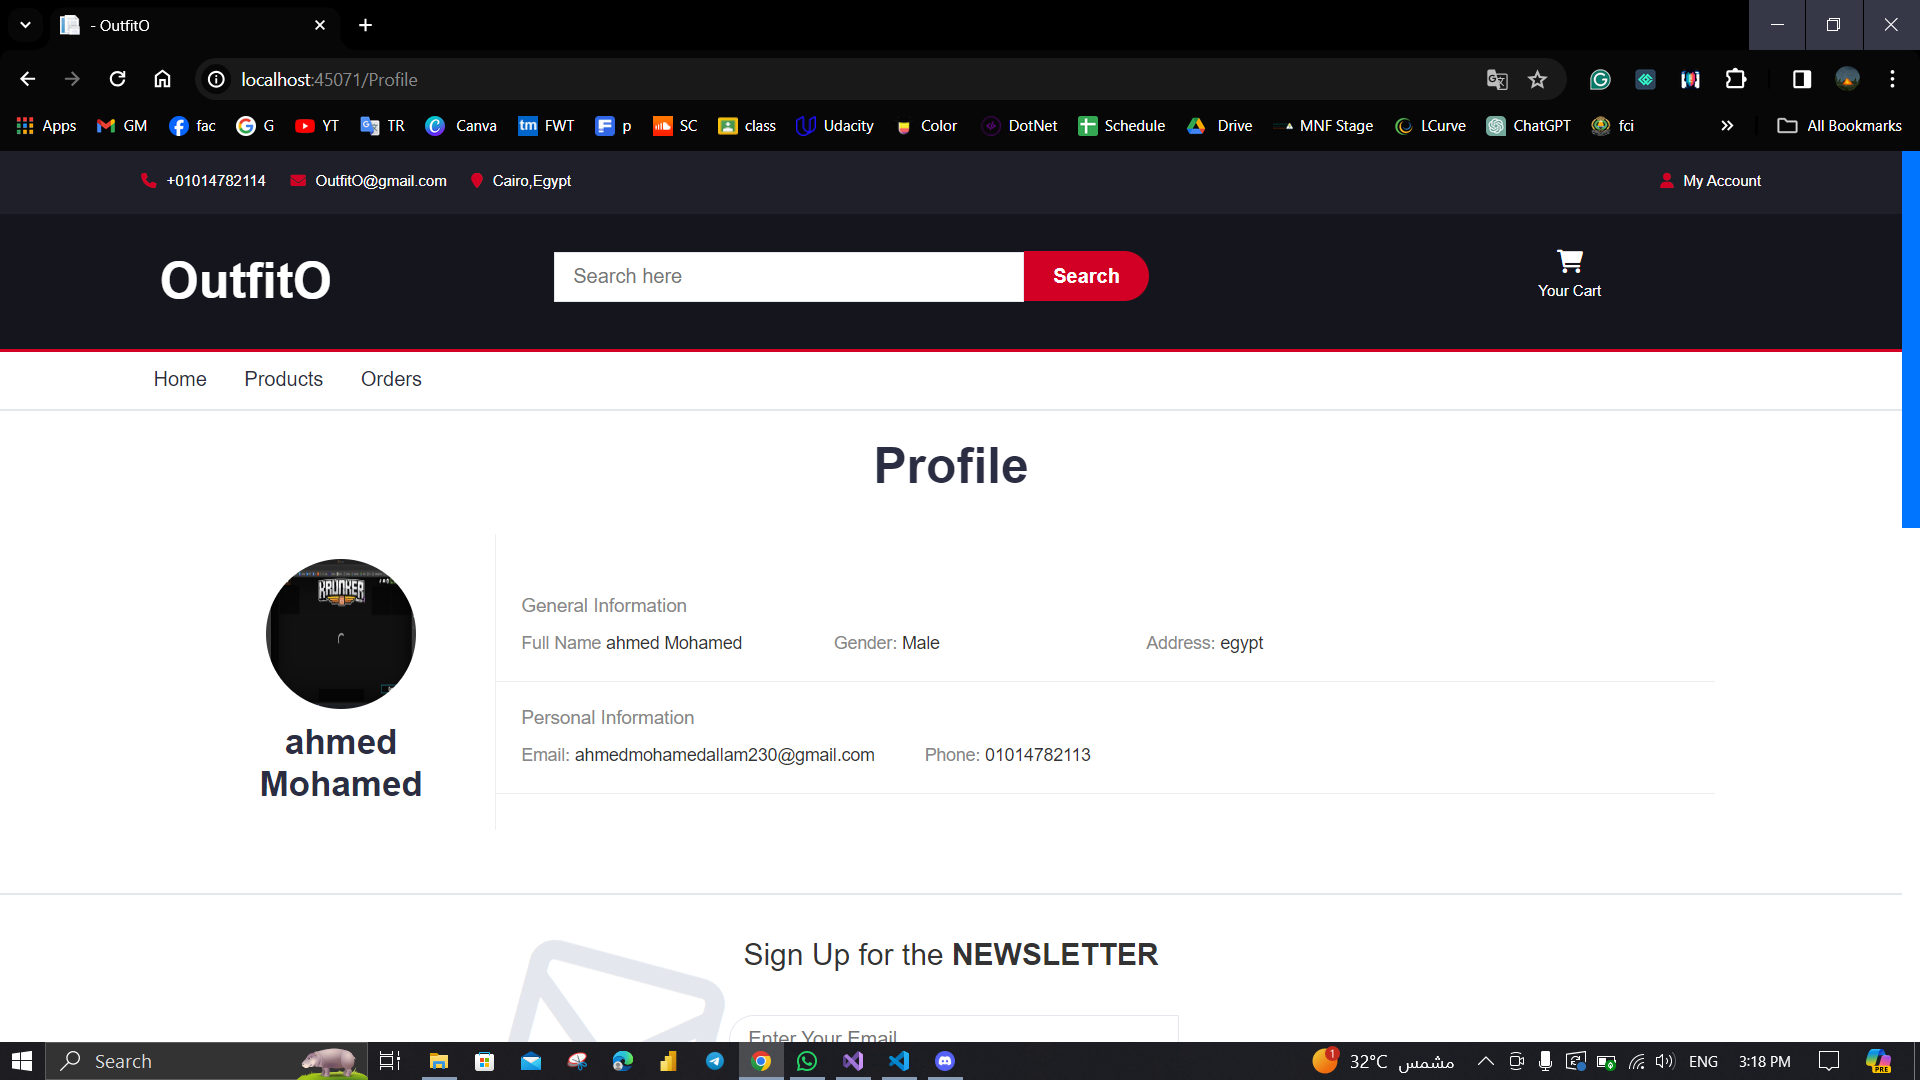 - OutfitO
localhost:45071/Profile
Apps GM fac G YT TR Canva FWT p SC class Udacity Color DotNet Schedule Drive MNF Stage LCurve ChatGPT fci All Bookmarks
+01014782114 OutfitO@gmail.com Cairo,Egypt My Account
OutfitO
Search here Search
Your Cart
Home Products Orders
Profile
KRUNKER
ahmed
Mohamed
General Information
Full Name ahmed Mohamed Gender: Male Address: egypt
Personal Information
Email: ahmedmohamedallam230@gmail.com Phone: 01014782113
Sign Up for the NEWSLETTER
Enter Your Email
Search 1 32°C مشمس ENG 3:18 PM PRE